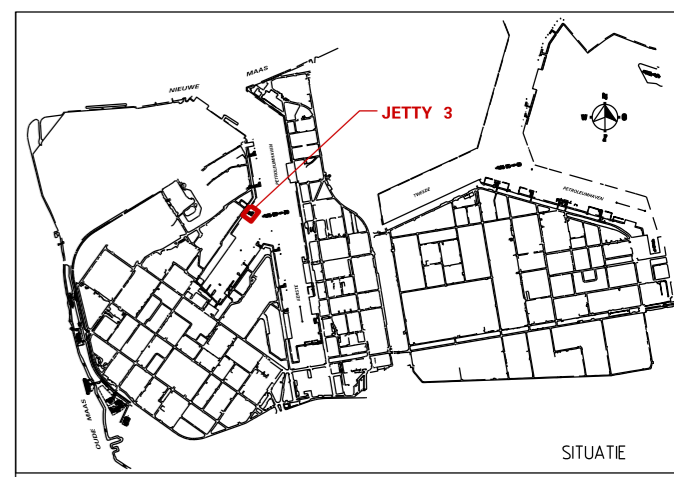 NIEUWE
MAAS
JETTY 3
PETROLEUMHAVEN
N
W
O
Z
TWEEDE
PETROLEUMHAVEN
EERSTE
OUDE MAAS
SITUATIE